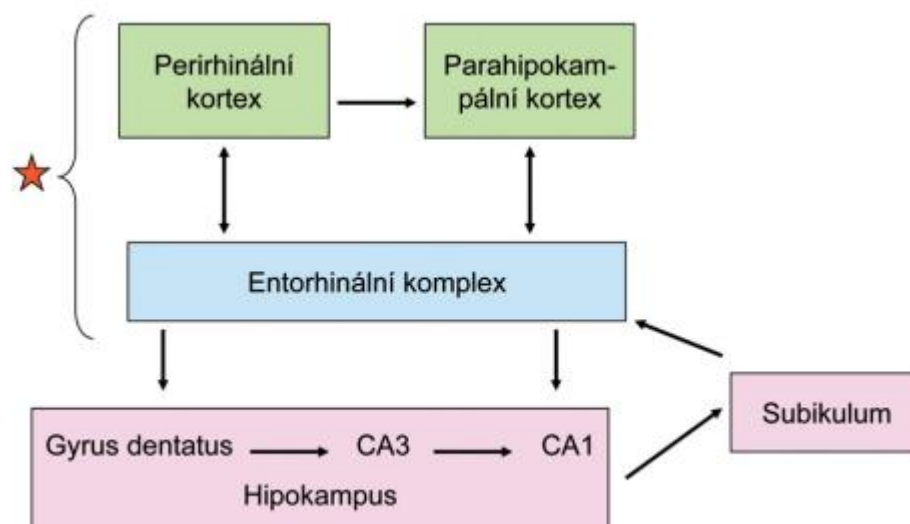 Perirhinální
kortex
Parahipokam-
pální kortex
Entorhinální komplex
Subikulum
Gyrus dentatus
CA3
CA1
Hipokampus